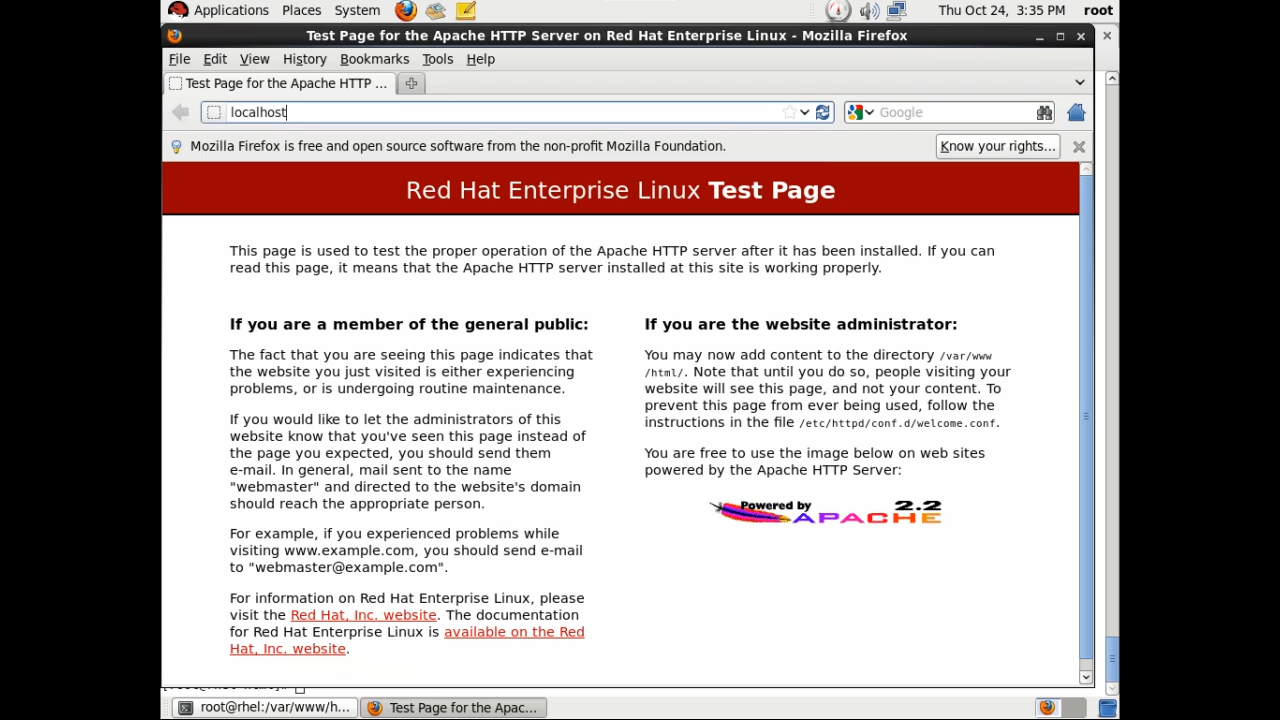 Applications Places System Thu Oct 24, 3:35 PM root
Test Page for the Apache HTTP Server on Red Hat Enterprise Linux - Mozilla Firefox
File Edit View History Bookmarks Tools Help
Test Page for the Apache HTTP ...
localhost Google
Mozilla Firefox is free and open source software from the non-profit Mozilla Foundation. Know your rights...
Red Hat Enterprise Linux Test Page
This page is used to test the proper operation of the Apache HTTP server after it has been installed. If you can
read this page, it means that the Apache HTTP server installed at this site is working properly.
If you are a member of the general public:
The fact that you are seeing this page indicates that
the website you just visited is either experiencing
problems, or is undergoing routine maintenance.
If you would like to let the administrators of this
website know that you've seen this page instead of
the page you expected, you should send them
e-mail. In general, mail sent to the name
"webmaster" and directed to the website's domain
should reach the appropriate person.
For example, if you experienced problems while
visiting www.example.com, you should send e-mail
to "webmaster@example.com".
For information on Red Hat Enterprise Linux, please
visit the Red Hat, Inc. website. The documentation
for Red Hat Enterprise Linux is available on the Red
Hat, Inc. website.
If you are the website administrator:
You may now add content to the directory /var/www
/html/. Note that until you do so, people visiting your
website will see this page, and not your content. To
prevent this page from ever being used, follow the
instructions in the file /etc/httpd/conf.d/welcome.conf.
You are free to use the image below on web sites
powered by the Apache HTTP Server:
Powered by 2.2
APACHE
root@rhel:/var/www/h... Test Page for the Apac...